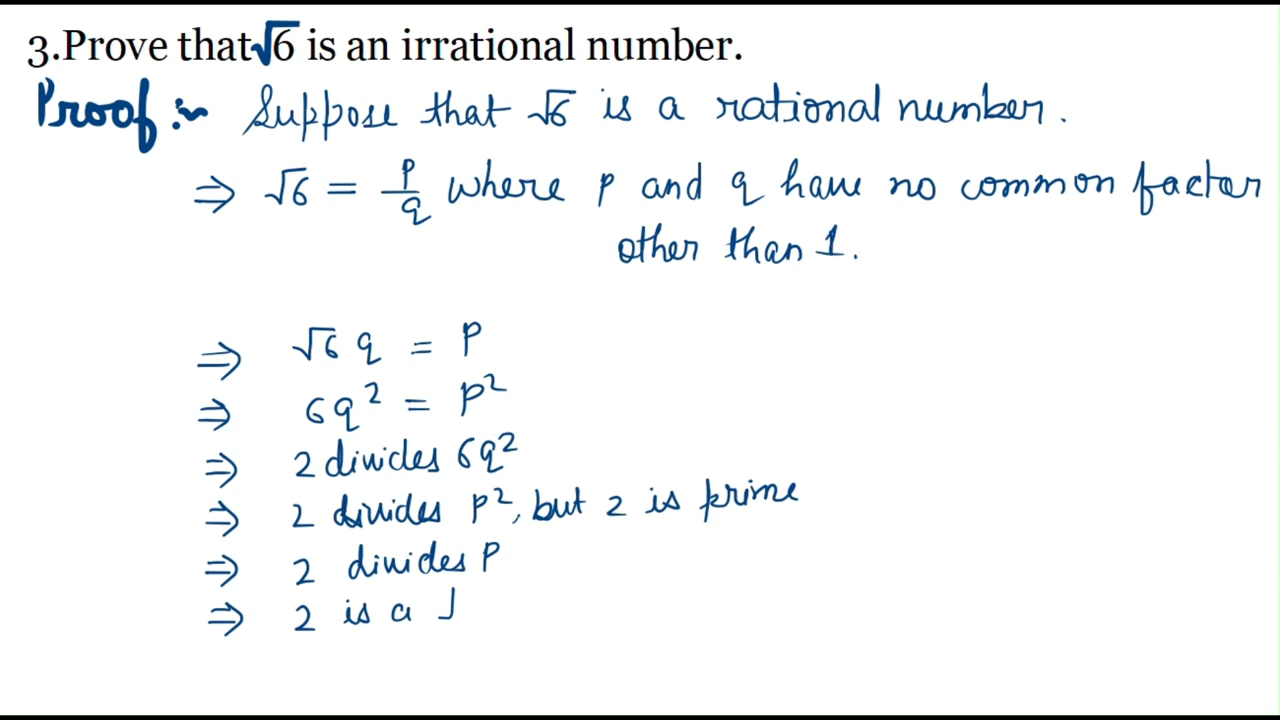 3.Prove that √6 is an irrational number.
Proof :- Suppose that √6 is a rational number.
⇒ √6 = p/q where p and q have no common factor
other than 1.
⇒ √6 q = p
⇒ 6q² = p²
⇒ 2 divides 6q²
⇒ 2 divides p², but 2 is prime
⇒ 2 divides p
⇒ 2 is a